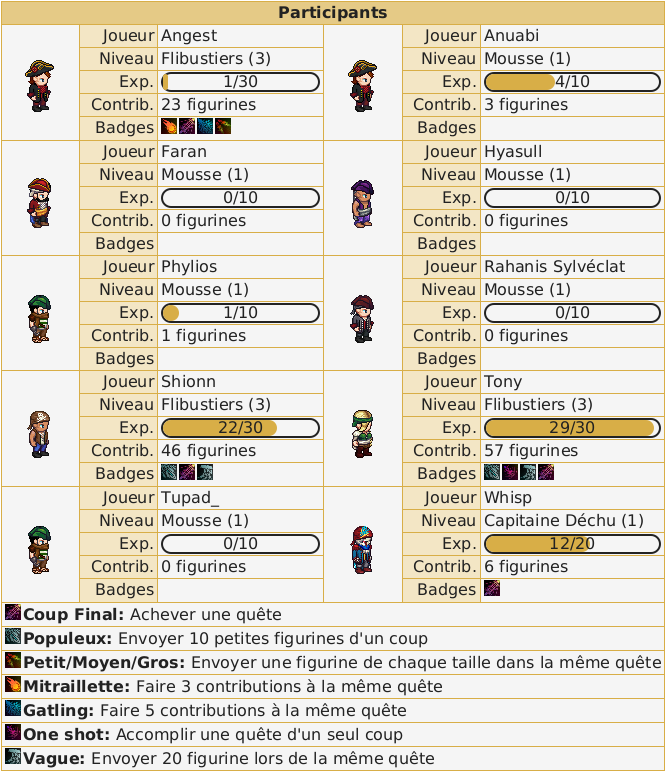 Participants
Joueur Angest
Niveau Flibustiers (3)
Exp. 1/30
Contrib. 23 figurines
Badges
Joueur Anuabi
Niveau Mousse (1)
Exp. 4/10
Contrib. 3 figurines
Badges
Joueur Faran
Niveau Mousse (1)
Exp. 0/10
Contrib. 0 figurines
Badges
Joueur Hyasull
Niveau Mousse (1)
Exp. 0/10
Contrib. 0 figurines
Badges
Joueur Phylios
Niveau Mousse (1)
Exp. 1/10
Contrib. 1 figurines
Badges
Joueur Rahanis Sylvéclat
Niveau Mousse (1)
Exp. 0/10
Contrib. 0 figurines
Badges
Joueur Shionn
Niveau Flibustiers (3)
Exp. 22/30
Contrib. 46 figurines
Badges
Joueur Tony
Niveau Flibustiers (3)
Exp. 29/30
Contrib. 57 figurines
Badges
Joueur Tupad_
Niveau Mousse (1)
Exp. 0/10
Contrib. 0 figurines
Badges
Joueur Whisp
Niveau Capitaine Déchu (1)
Exp. 12/20
Contrib. 6 figurines
Badges
Coup Final: Achever une quête
Populeux: Envoyer 10 petites figurines d'un coup
Petit/Moyen/Gros: Envoyer une figurine de chaque taille dans la même quête
Mitraillette: Faire 3 contributions à la même quête
Gatling: Faire 5 contributions à la même quête
One shot: Accomplir une quête d'un seul coup
Vague: Envoyer 20 figurine lors de la même quête